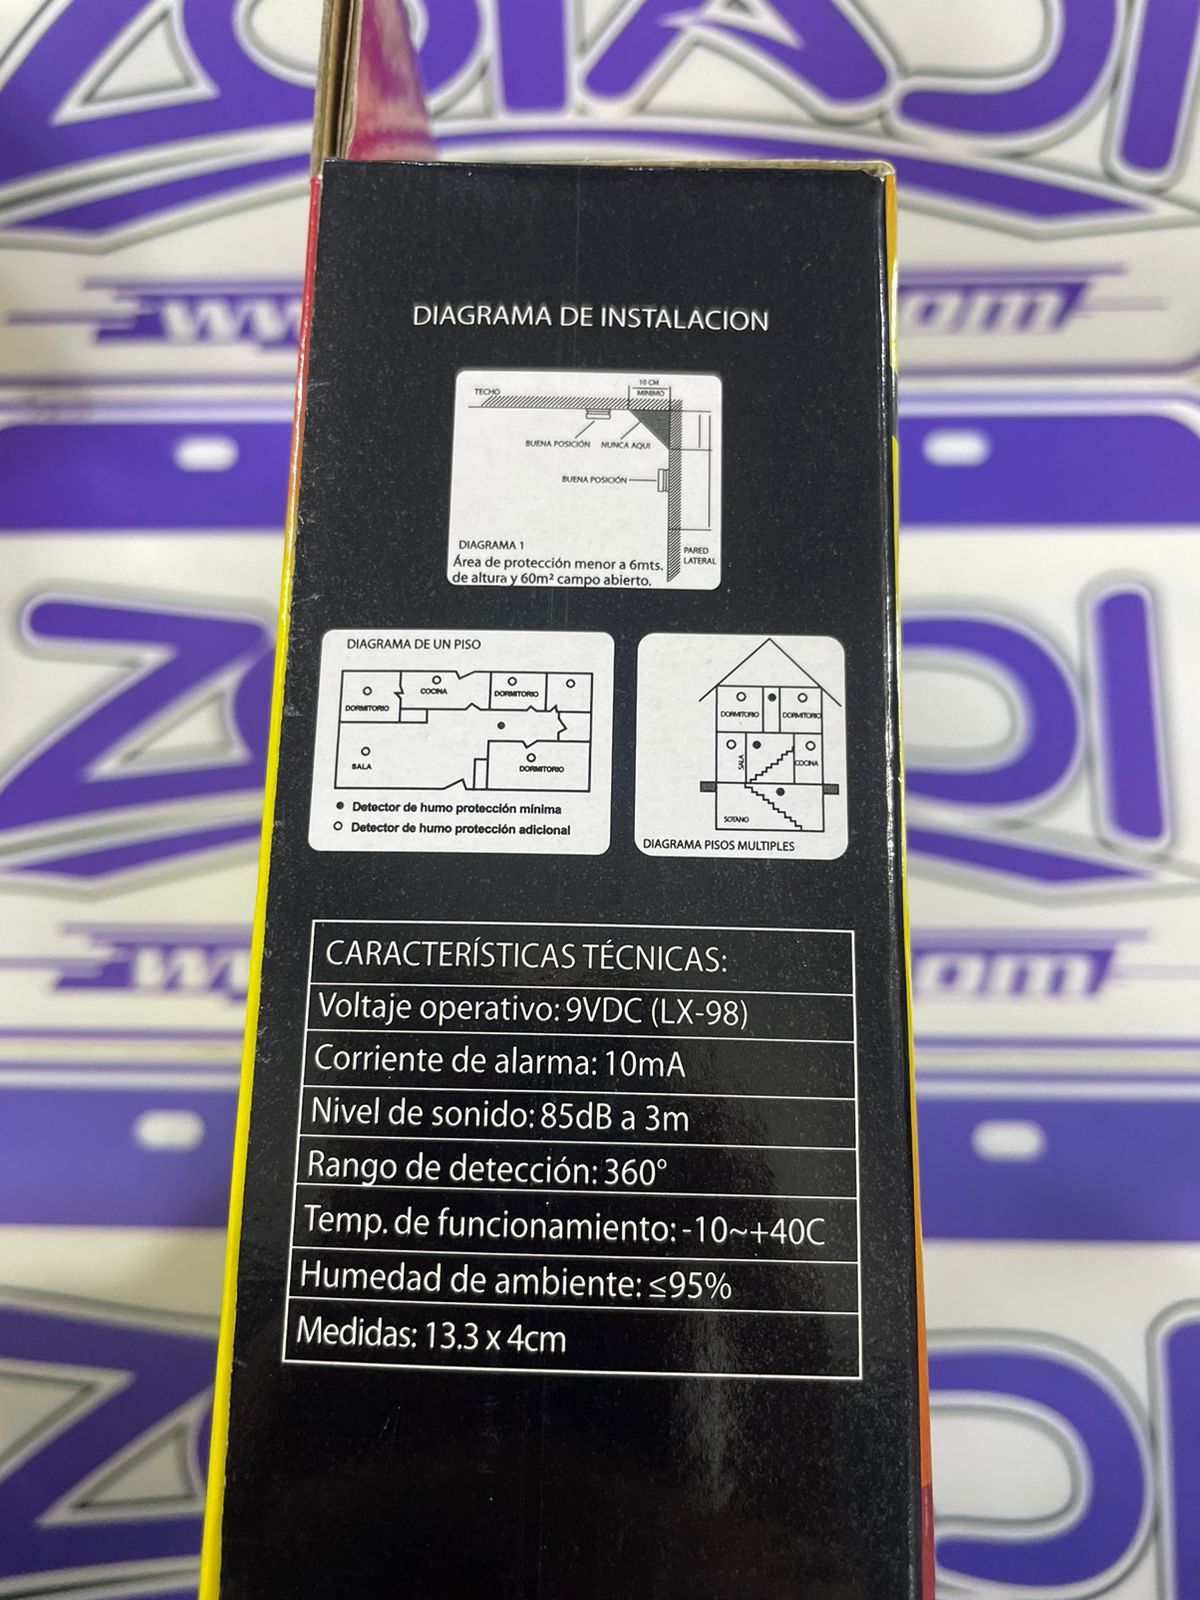 DIAGRAMA DE INSTALACION
TECHO
10 CM
MINIMO
BUENA POSICIÓN
NUNCA AQUI
BUENA POSICIÓN
DIAGRAMA 1
PARED
LATERAL
Área de protección menor a 6mts.
de altura y 60m² campo abierto.
DIAGRAMA DE UN PISO
DORMITORIO
COCINA
DORMITORIO
SALA
DORMITORIO
Detector de humo protección mínima
Detector de humo protección adicional
DORMITORIO
DORMITORIO
SALA
COCINA
SOTANO
DIAGRAMA PISOS MULTIPLES
CARACTERÍSTICAS TÉCNICAS:
Voltaje operativo: 9VDC (LX-98)
Corriente de alarma: 10mA
Nivel de sonido: 85dB a 3m
Rango de detección: 360°
Temp. de funcionamiento: -10~+40C
Humedad de ambiente: ≤95%
Medidas: 13.3 x 4cm